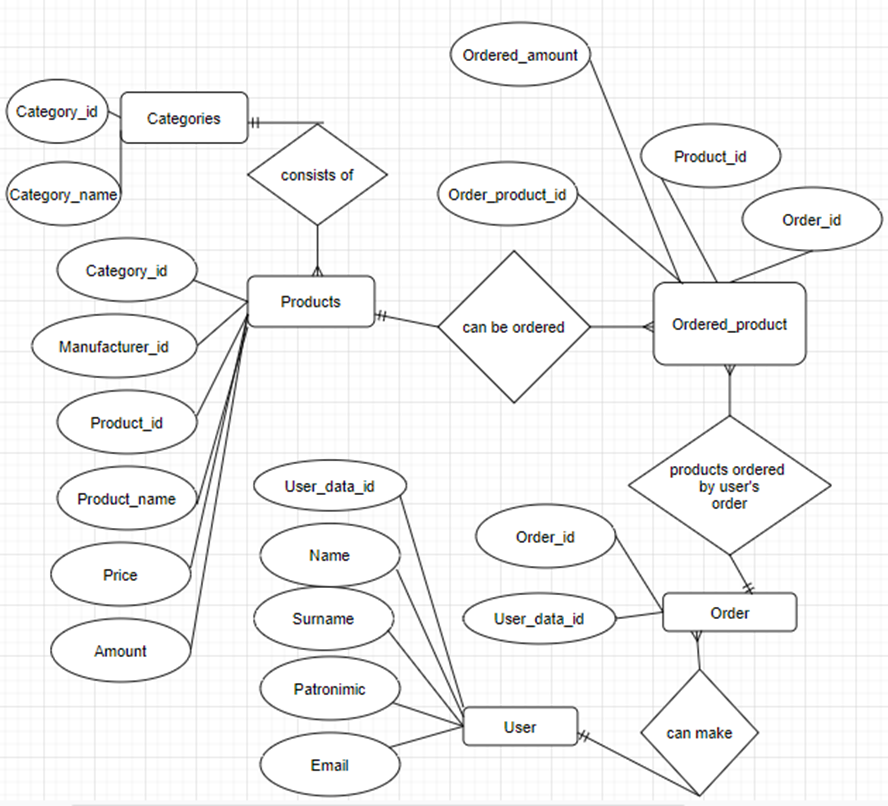 Ordered_amount
Category_id
Categories
Product_id
consists of
Category_name
Order_product_id
Order_id
Category_id
Products
can be ordered
Ordered_product
Manufacturer_id
Product_id
Product_name
products ordered
by user's
order
User_data_id
Order_id
Name
Price
Order
User_data_id
Surname
Amount
Patronimic
User
can make
Email